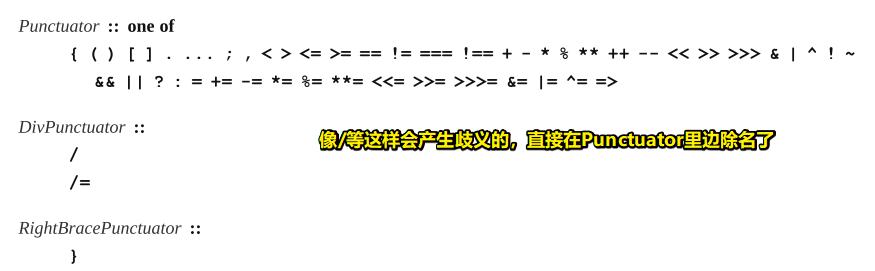 Punctuator :: one of
{ ( ) [ ] . ... ; , < > <= >= == != === !== + - * % ** ++ -- << >> >>> & | ^ ! ~
&& || ? : = += -= *= %= **= <<= >>= >>>= &= |= ^= =>
DivPunctuator ::
像/等这样会产生歧义的，直接在Punctuator里边除名了
/
/=
RightBracePunctuator ::
}